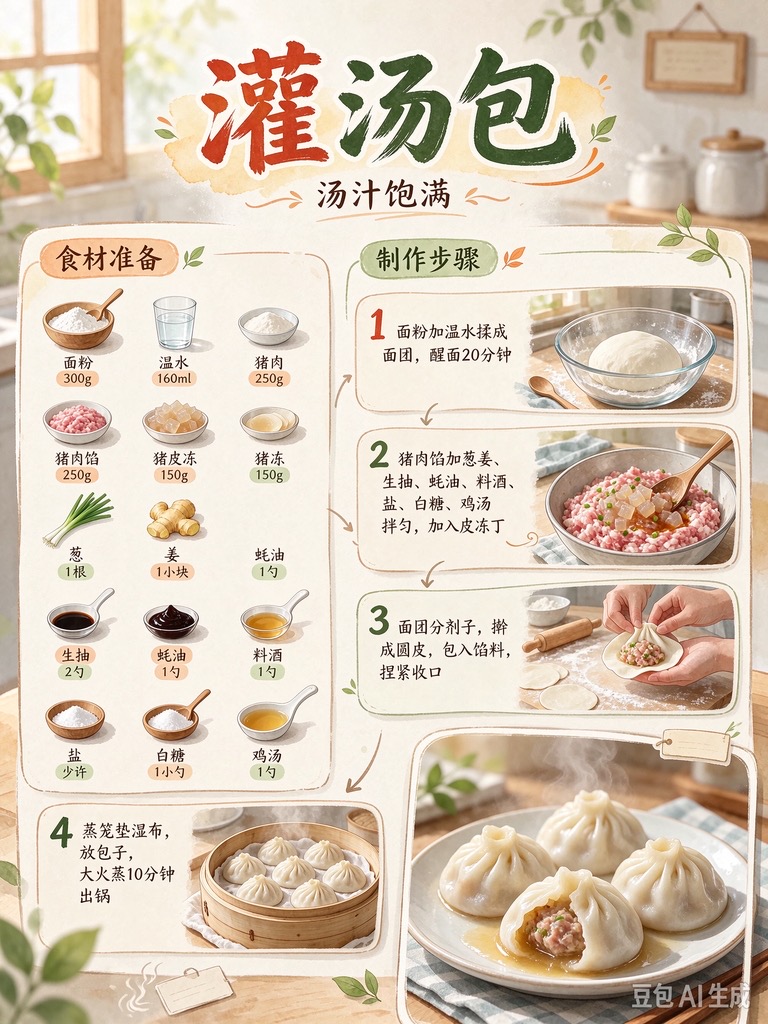 灌汤包
汤汁饱满
食材准备
面粉
300g
温水
160ml
猪肉
250g
猪肉馅
250g
猪皮冻
150g
猪冻
150g
葱
1根
姜
1小块
蚝油
1勺
生抽
2勺
蚝油
1勺
料酒
1勺
盐
少许
白糖
1小勺
鸡汤
1勺
制作步骤
1
面粉加温水揉成
面团，醒面20分钟
2
猪肉馅加葱姜、
生抽、蚝油、料酒、
盐、白糖、鸡汤
拌匀，加入皮冻丁
3
面团分剂子，擀
成圆皮，包入馅料，
捏紧收口
4
蒸笼垫湿布，
放包子，
大火蒸10分钟
出锅
豆包AI生成